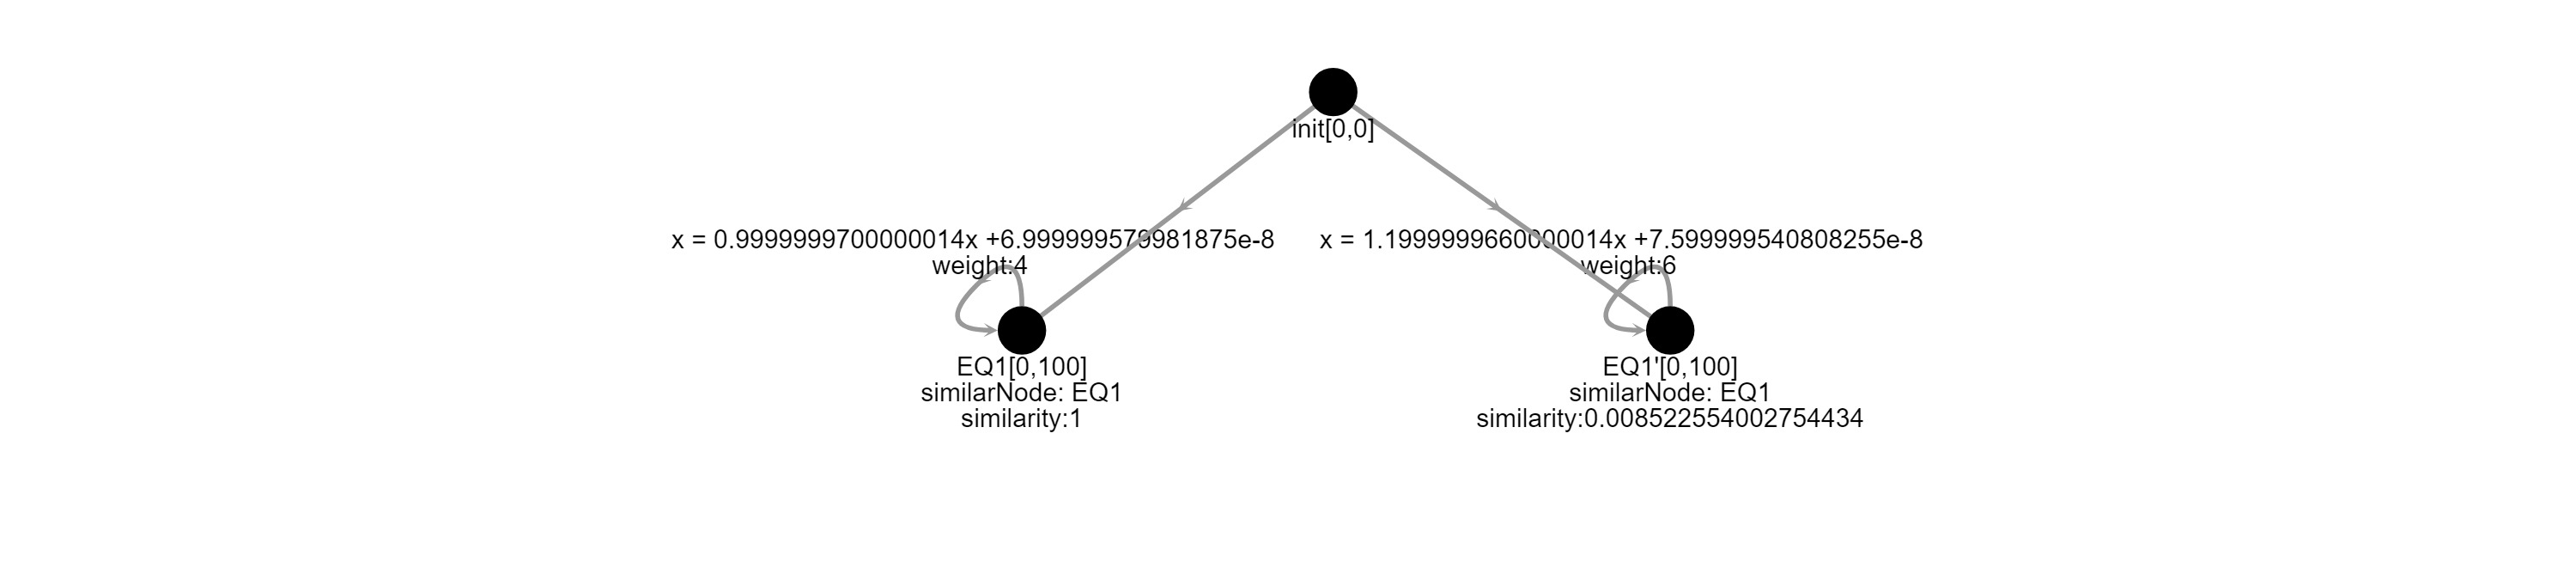 init[0,0]
x = 0.9999999700000014x +6.999999579981875e-8
weight:4
x = 1.1999999660000014x +7.599999540808255e-8
weight:6
EQ1[0,100]
similarNode: EQ1
similarity:1
EQ1'[0,100]
similarNode: EQ1
similarity:0.008522554002754434